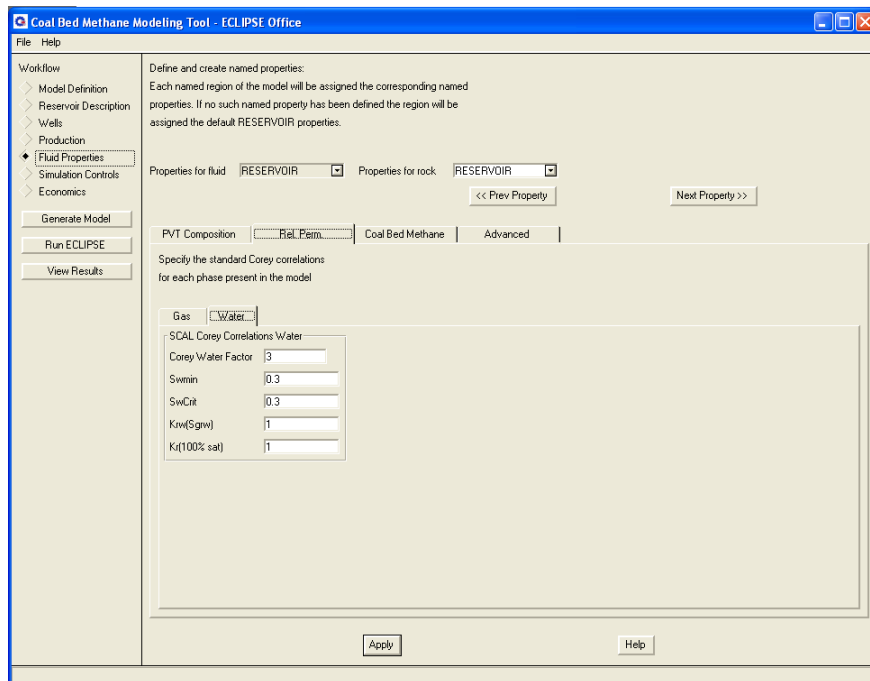 Coal Bed Methane Modeling Tool - ECLIPSE Office
File Help
Workflow
Model Definition
Reservoir Description
Wells
Production
Fluid Properties
Simulation Controls
Economics
Generate Model
Run ECLIPSE
View Results
Define and create named properties:
Each named region of the model will be assigned the corresponding named
properties. If no such named property has been defined the region will be
assigned the default RESERVOIR properties.
Properties for fluid RESERVOIR Properties for rock RESERVOIR
<< Prev Property Next Property >>
PVT Composition Rel. Perm. Coal Bed Methane Advanced
Specify the standard Corey correlations
for each phase present in the model
Gas Water
SCAL Corey Correlations Water
Corey Water Factor 3
Swmin 0.3
SwCrit 0.3
Krw(Sgrw) 1
Kr(100% sat) 1
Apply Help